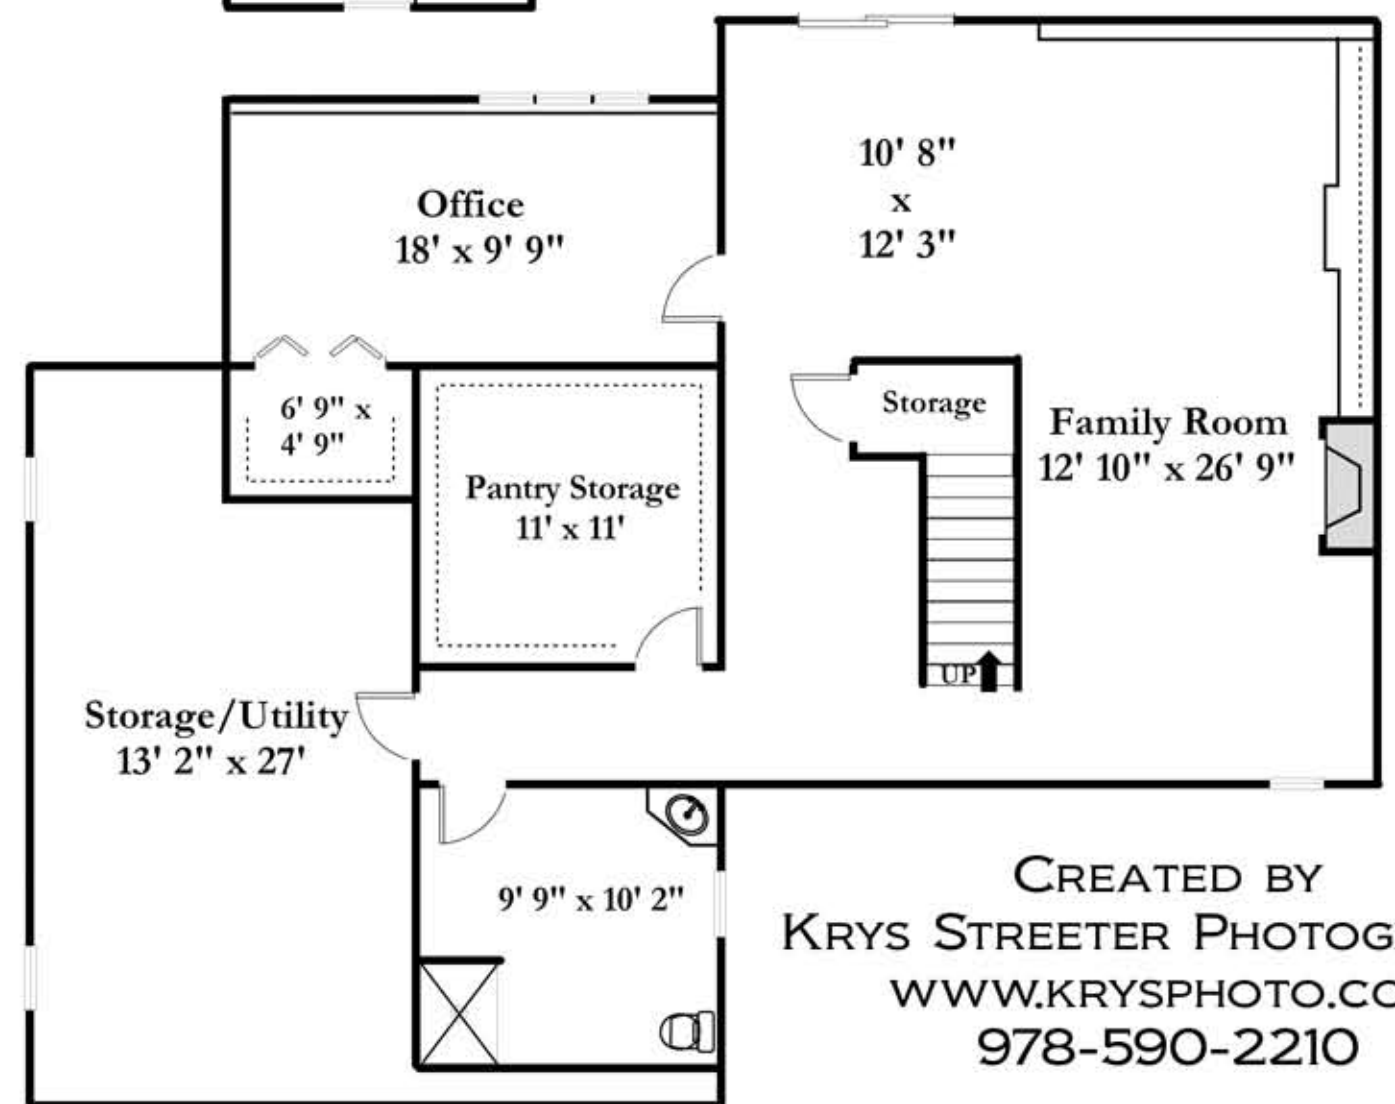 10' 8"
x
12' 3"
Office
18' x 9' 9"
6' 9" x
4' 9"
Storage
Family Room
12' 10" x 26' 9"
Pantry Storage
11' x 11'
UP
Storage/Utility
13' 2" x 27'
9' 9" x 10' 2"
CREATED BY
KRYS STREETER PHOTOG
WWW.KRYSPHOTO.CO
978-590-2210